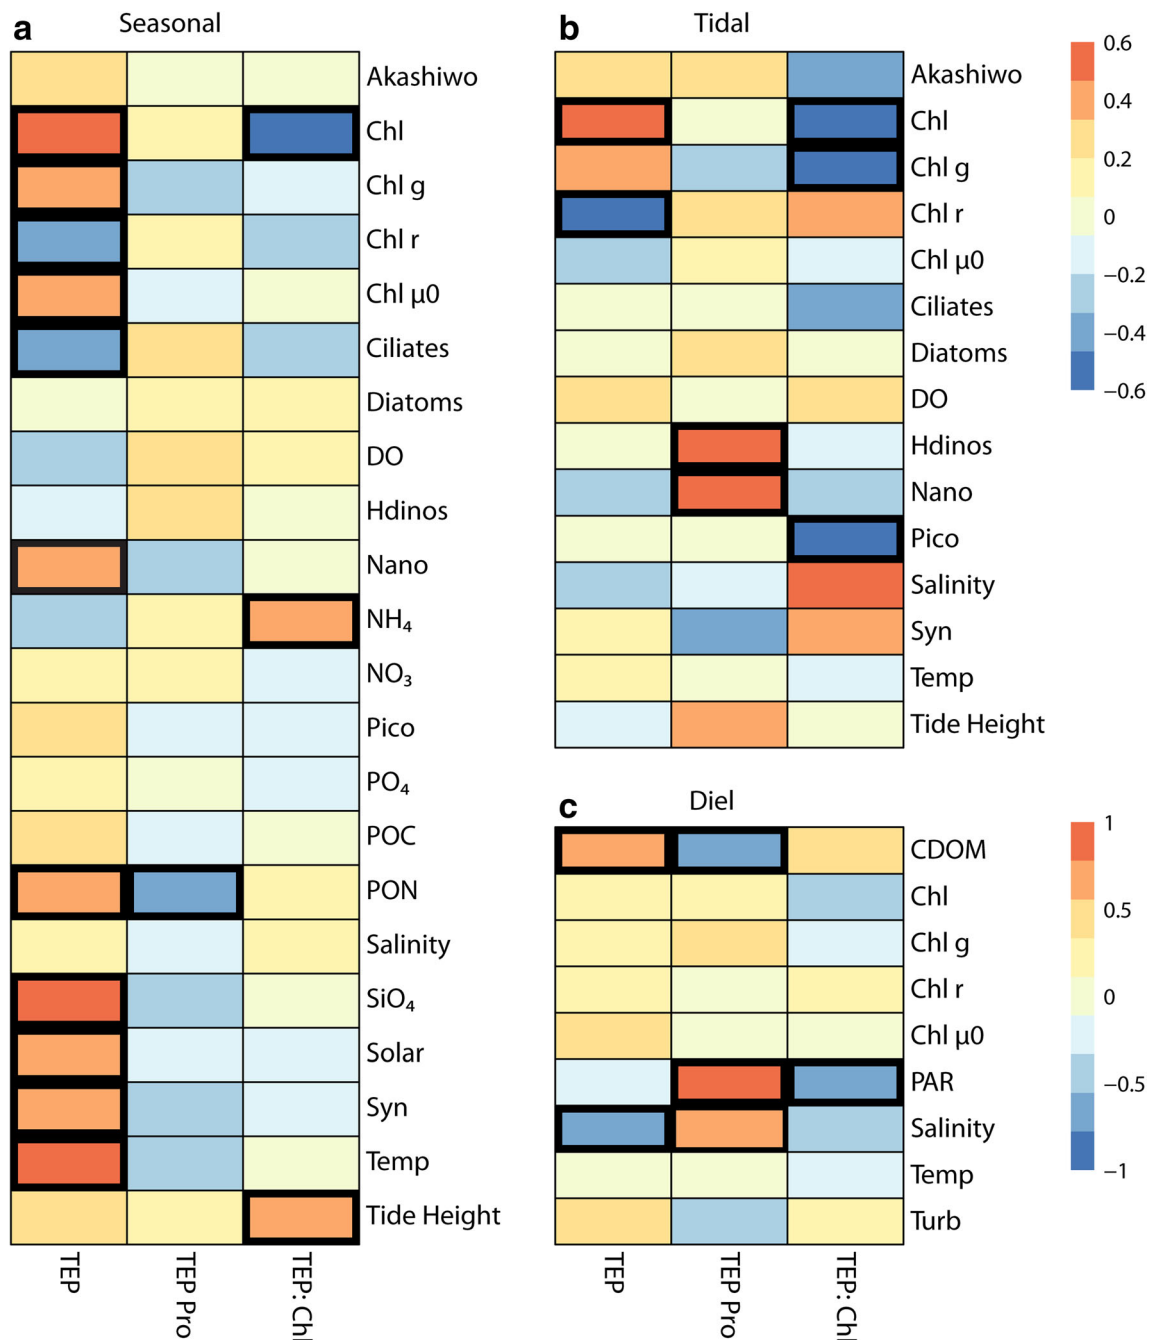 a Seasonal
Akashiwo
Chl
Chl g
Chl r
Chl µ0
Ciliates
Diatoms
DO
Hdinos
Nano
NH₄
NO₃
Pico
PO₄
POC
PON
Salinity
SiO₄
Solar
Syn
Temp
Tide Height
TEP
TEP Pro
TEP: Chl
b Tidal
Akashiwo
Chl
Chl g
Chl r
Chl µ0
Ciliates
Diatoms
DO
Hdinos
Nano
Pico
Salinity
Syn
Temp
Tide Height
0.6
0.4
0.2
0
−0.2
−0.4
−0.6
c Diel
CDOM
Chl
Chl g
Chl r
Chl µ0
PAR
Salinity
Temp
Turb
TEP
TEP Pro
TEP: Chl
1
0.5
0
−0.5
−1